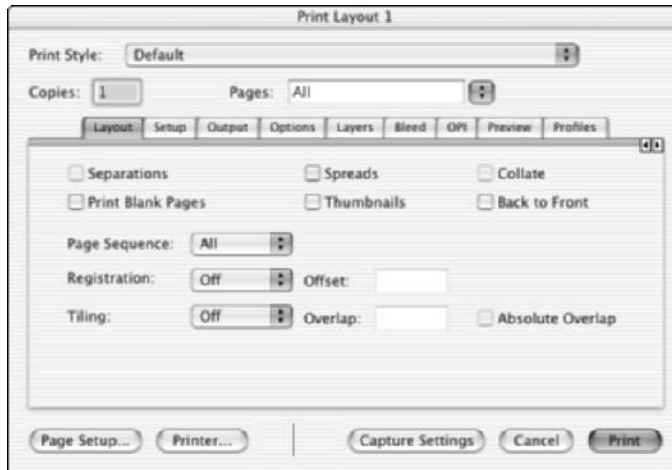 Print Layout 1
Print Style: Default
Copies: 1 Pages: All
Layout Setup Output Options Layers Bleed OPI Preview Profiles
Separations Spreads Collate
Print Blank Pages Thumbnails Back to Front
Page Sequence: All
Registration: Off Offset:
Tiling: Off Overlap: Absolute Overlap
Page Setup... Printer... Capture Settings Cancel Print